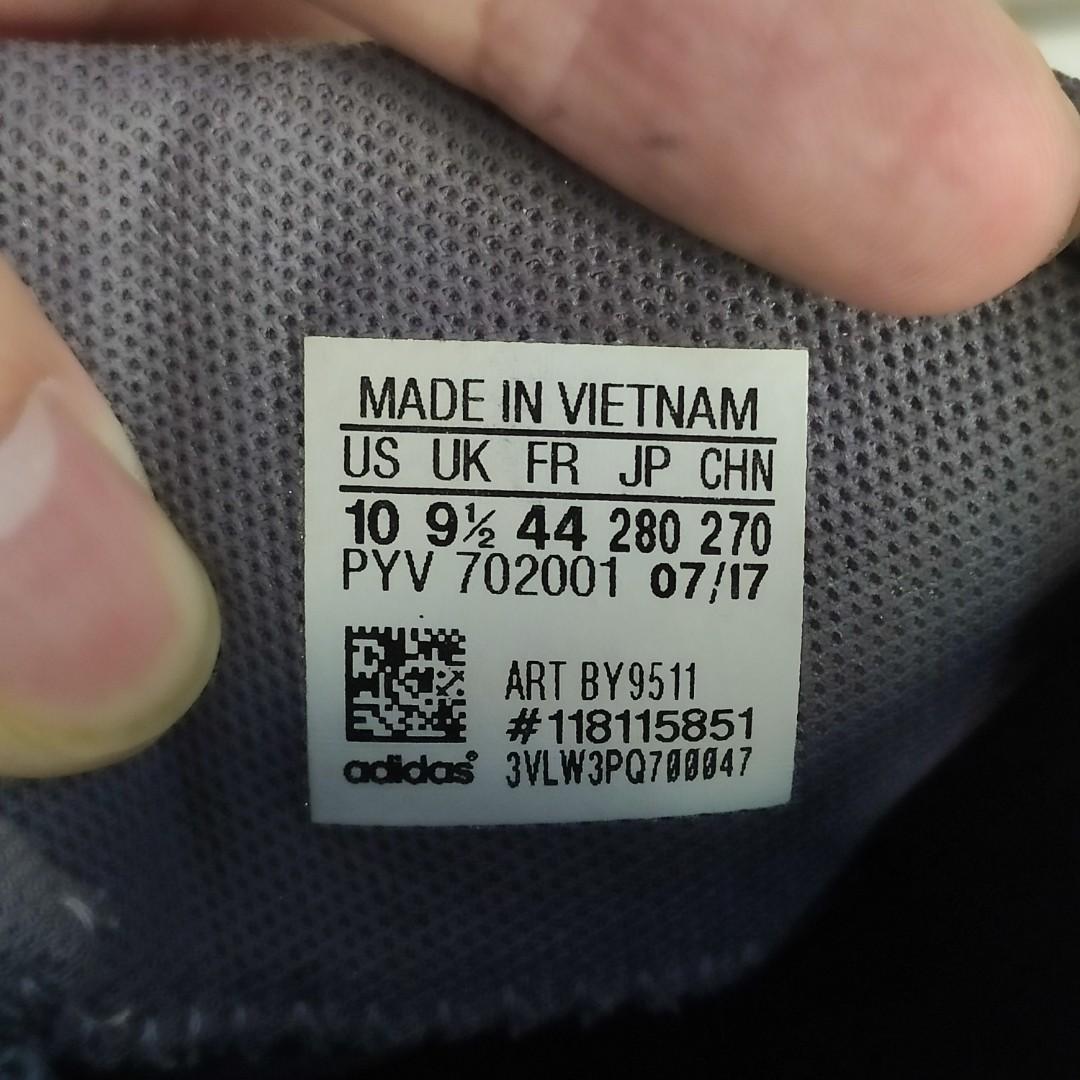 MADE IN VIETNAM
US UK FR JP CHN
10 9½ 44 280 270
PYV 702001 07/17
ART BY9511
#118115851
adidas® 3VLW3PQ700047